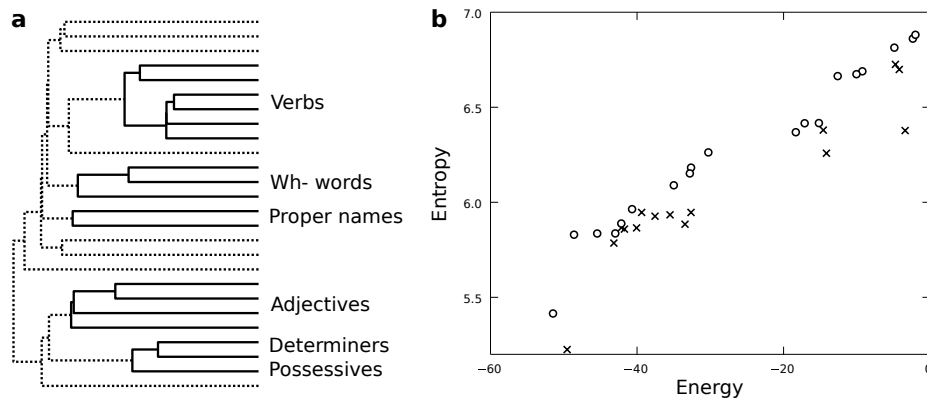 a
Verbs
Wh- words
Proper names
Adjectives
Determiners
Possessives
b
7.0
6.5
6.0
5.5
Entropy
−60
−40
−20
0
Energy